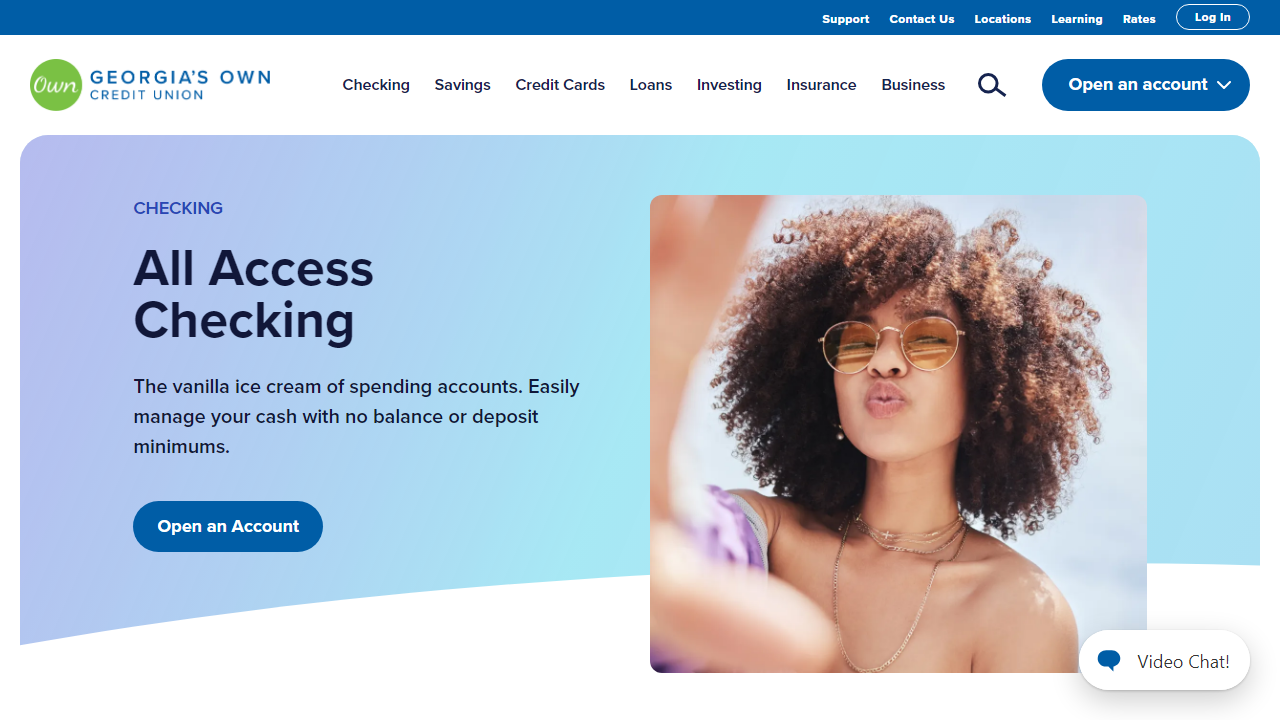 Support Contact Us Locations Learning Rates Log In
Own GEORGIA'S OWN
CREDIT UNION
Checking Savings Credit Cards Loans Investing Insurance Business Open an account
CHECKING
All Access
Checking
The vanilla ice cream of spending accounts. Easily
manage your cash with no balance or deposit
minimums.
Open an Account
Video Chat!